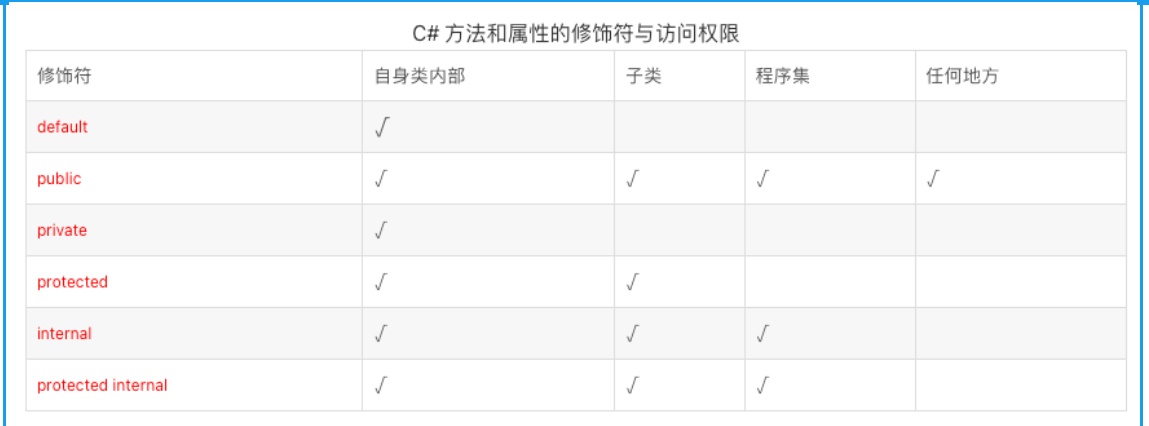 C# 方法和属性的修饰符与访问权限
修饰符 自身类内部 子类 程序集 任何地方
default √
public √ √ √ √
private √
protected √ √
internal √ √ √
protected internal √ √ √